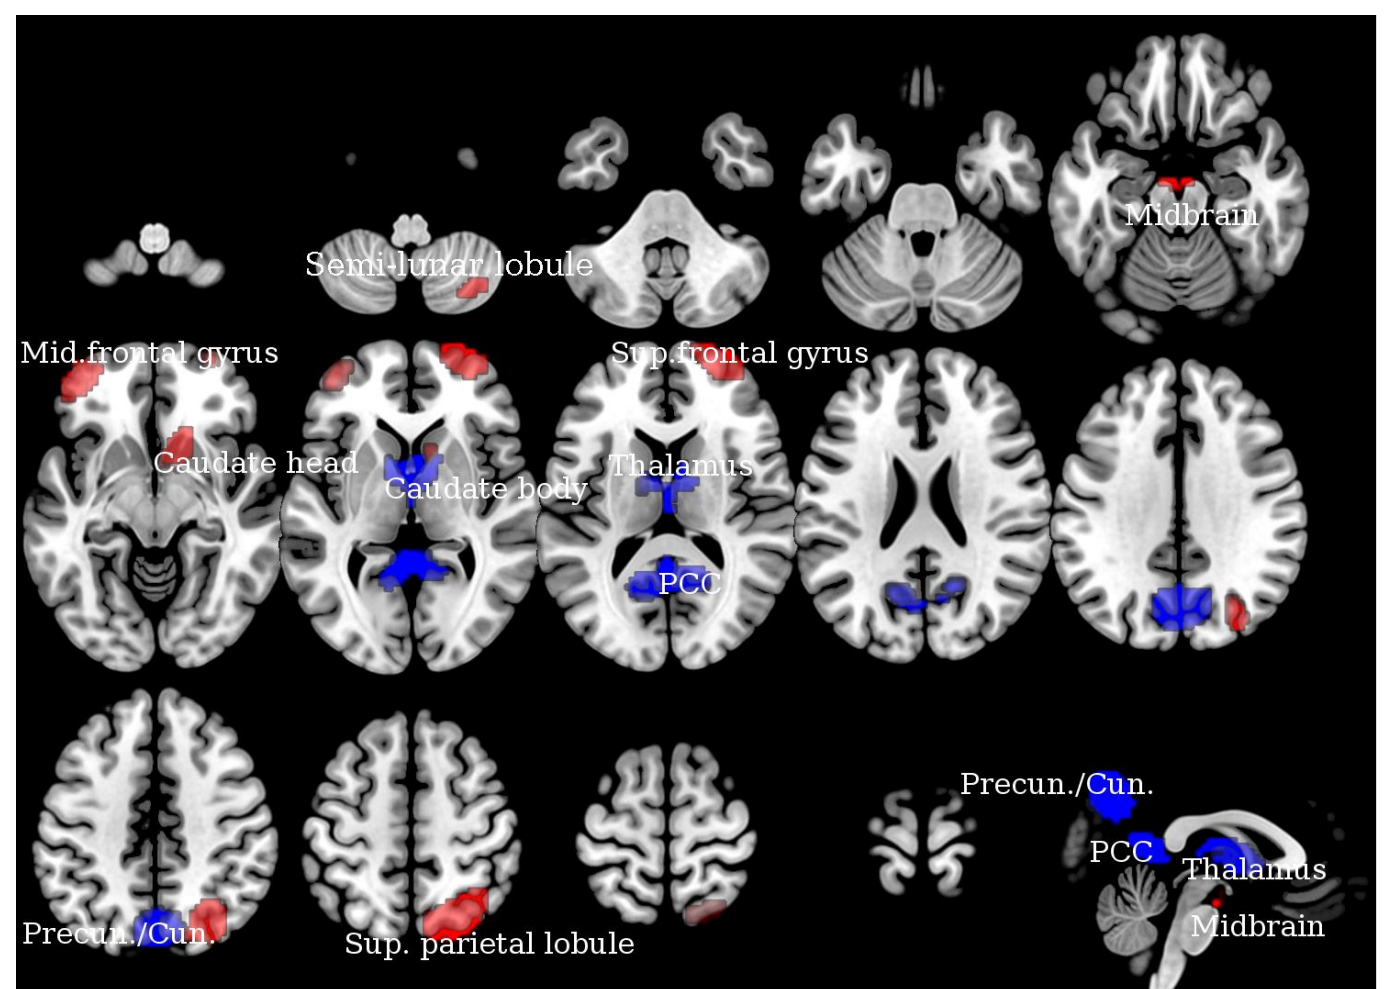 Midbrain
Semi-lunar lobule
Mid.frontal gyrus
Sup.frontal gyrus
Caudate head
Thalamus
Caudate body
PCC
Precun./Cun.
PCC
Thalamus
Midbrain
Precun./Cun.
Sup. parietal lobule